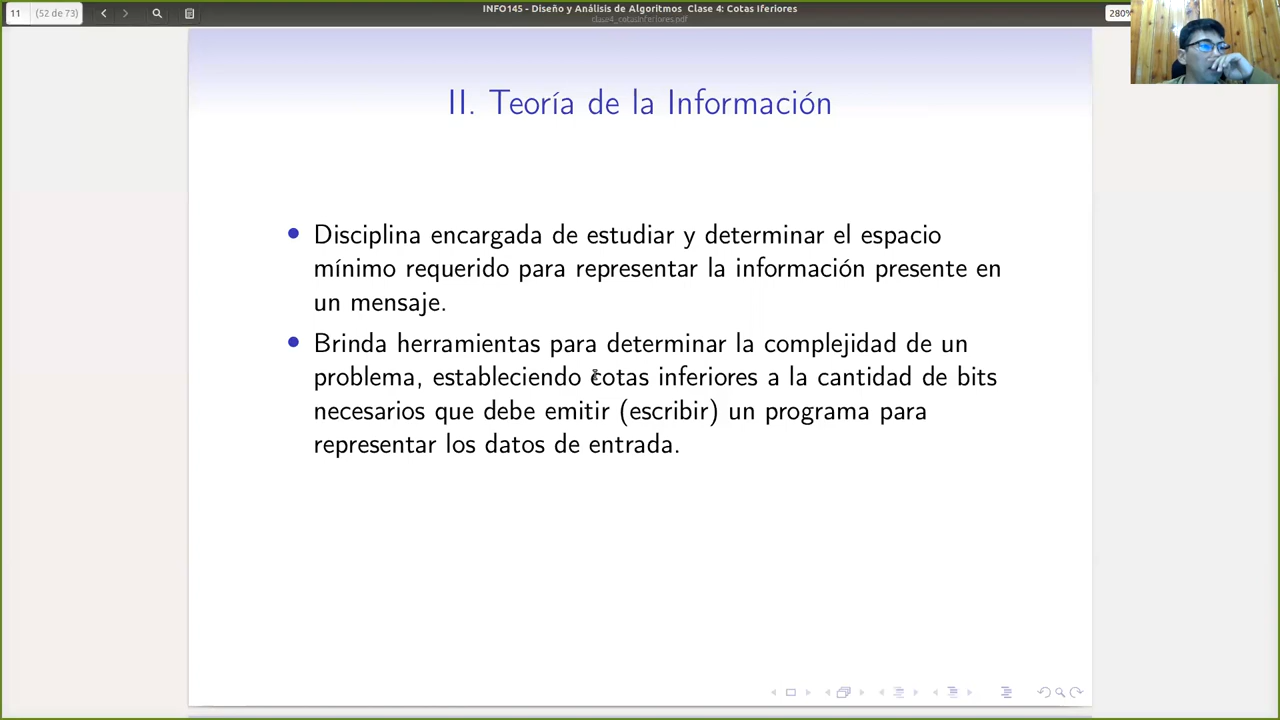 11 (52 de 73)
INFO145 - Diseño y Análisis de Algoritmos  Clase 4: Cotas Iferiores
clase4_cotasinferiores.pdf
280%
II. Teoría de la Información
Disciplina encargada de estudiar y determinar el espacio
mínimo requerido para representar la información presente en
un mensaje.
Brinda herramientas para determinar la complejidad de un
problema, estableciendo cotas inferiores a la cantidad de bits
necesarios que debe emitir (escribir) un programa para
representar los datos de entrada.